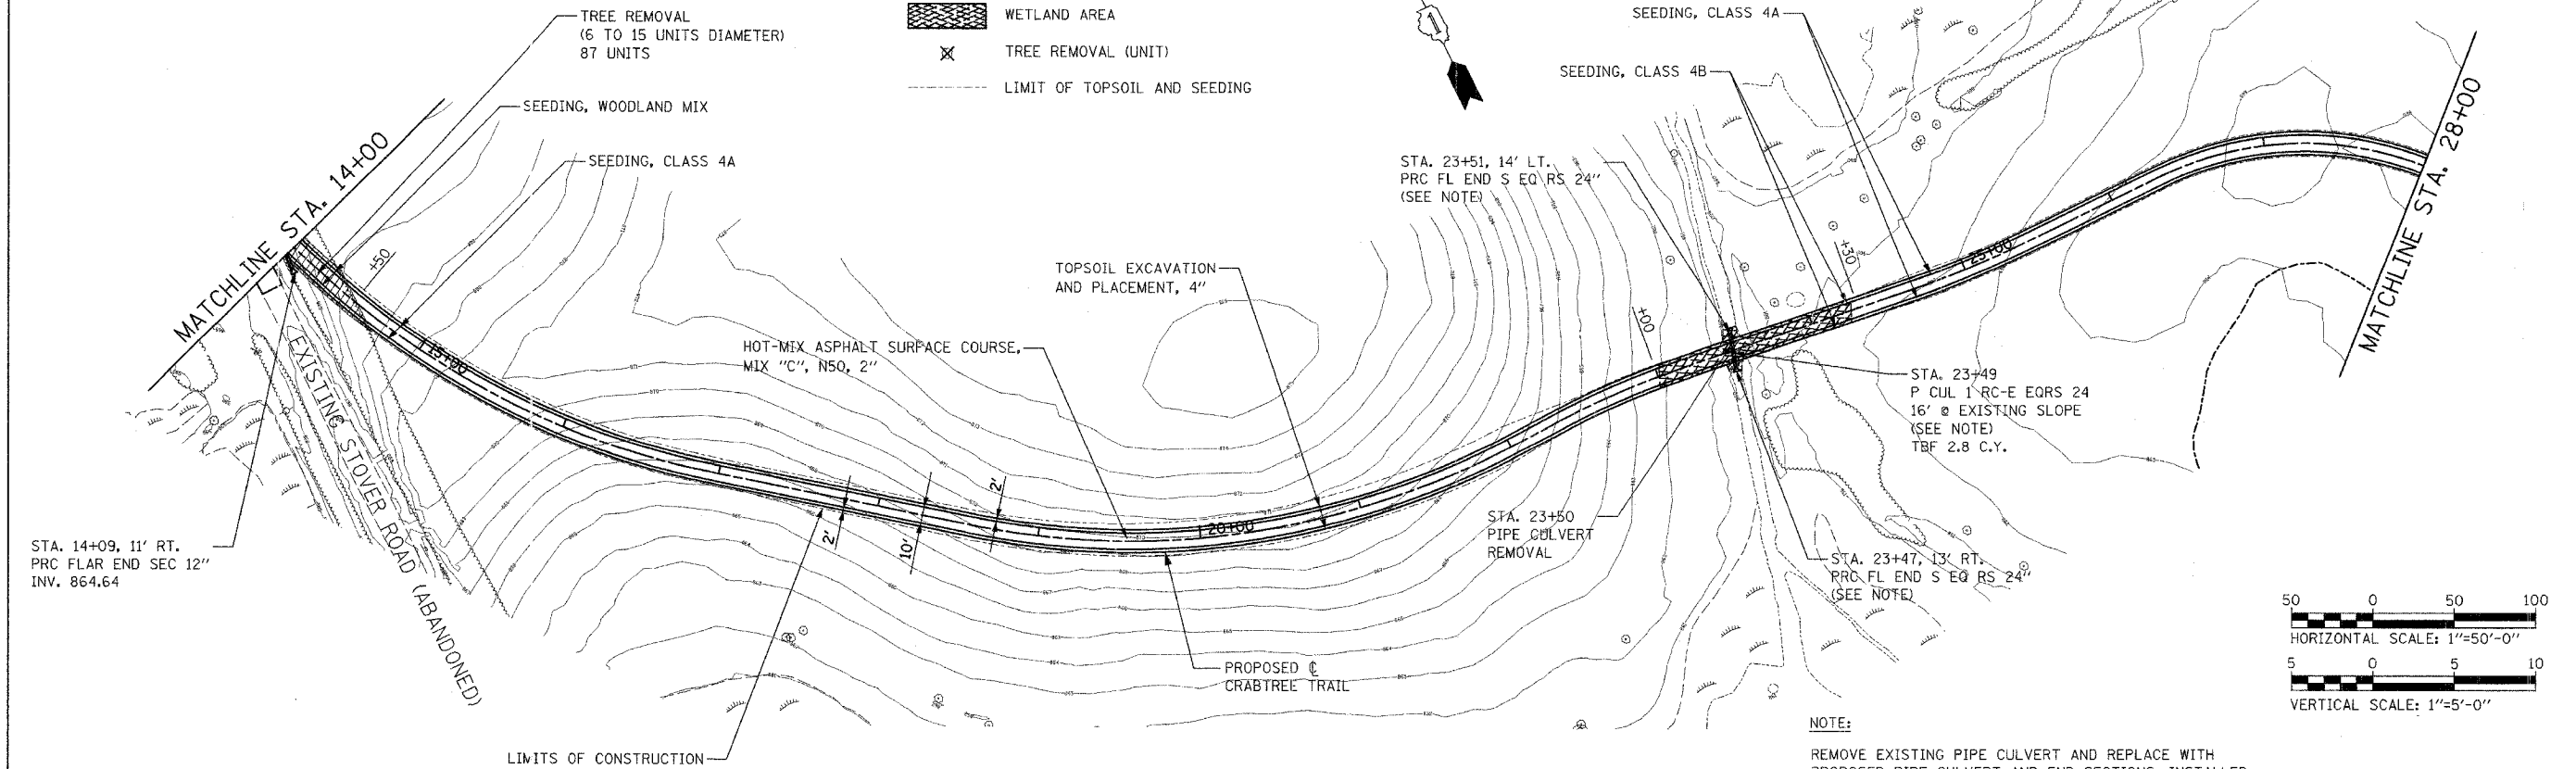 TREE REMOVAL
(6 TO 15 UNITS DIAMETER)
87 UNITS
SEEDING, WOODLAND MIX
SEEDING, CLASS 4A
WETLAND AREA
TREE REMOVAL (UNIT)
LIMIT OF TOPSOIL AND SEEDING
SEEDING, CLASS 4A
SEEDING, CLASS 4B
MATCHLINE STA. 14+00
MATCHLINE STA. 28+00
STA. 23+51, 14' LT.
PRC FL END S EQ RS 24"
(SEE NOTE)
+50
15+00
EXISTING STOVER ROAD (ABANDONED)
STA. 14+09, 11' RT.
PRC FLAR END SEC 12"
INV. 864.64
HOT-MIX ASPHALT SURFACE COURSE,
MIX "C", N50, 2"
TOPSOIL EXCAVATION
AND PLACEMENT, 4"
2'
10'
2'
20+00
+00
+30
25+00
STA. 23+49
P CUL 1 RC-E EQRS 24
16' @ EXISTING SLOPE
(SEE NOTE)
TBF 2.8 C.Y.
STA. 23+50
PIPE CULVERT
REMOVAL
STA. 23+47, 13' RT.
PRC FL END S EQ RS 24"
(SEE NOTE)
PROPOSED ℄
CRABTREE TRAIL
LIMITS OF CONSTRUCTION
50 0 50 100
HORIZONTAL SCALE: 1"=50'-0"
5 0 5 10
VERTICAL SCALE: 1"=5'-0"
NOTE:
REMOVE EXISTING PIPE CULVERT AND REPLACE WITH
PROPOSED PIPE CULVERT AND END SECTIONS, INSTALLED